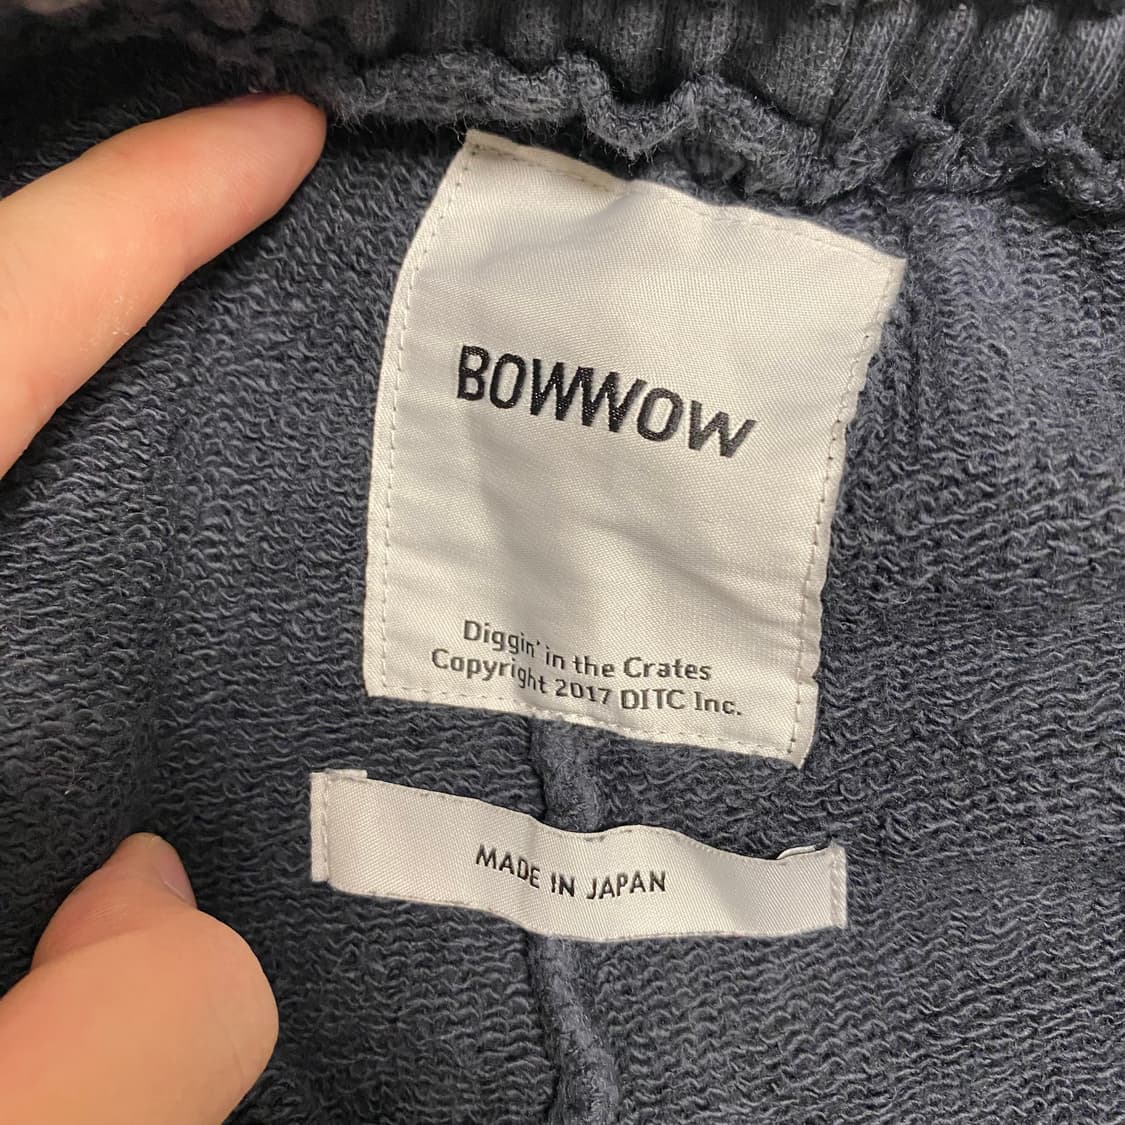 BOWWOW
Diggin' in the Crates
Copyright 2017 DITC Inc.
MADE IN JAPAN